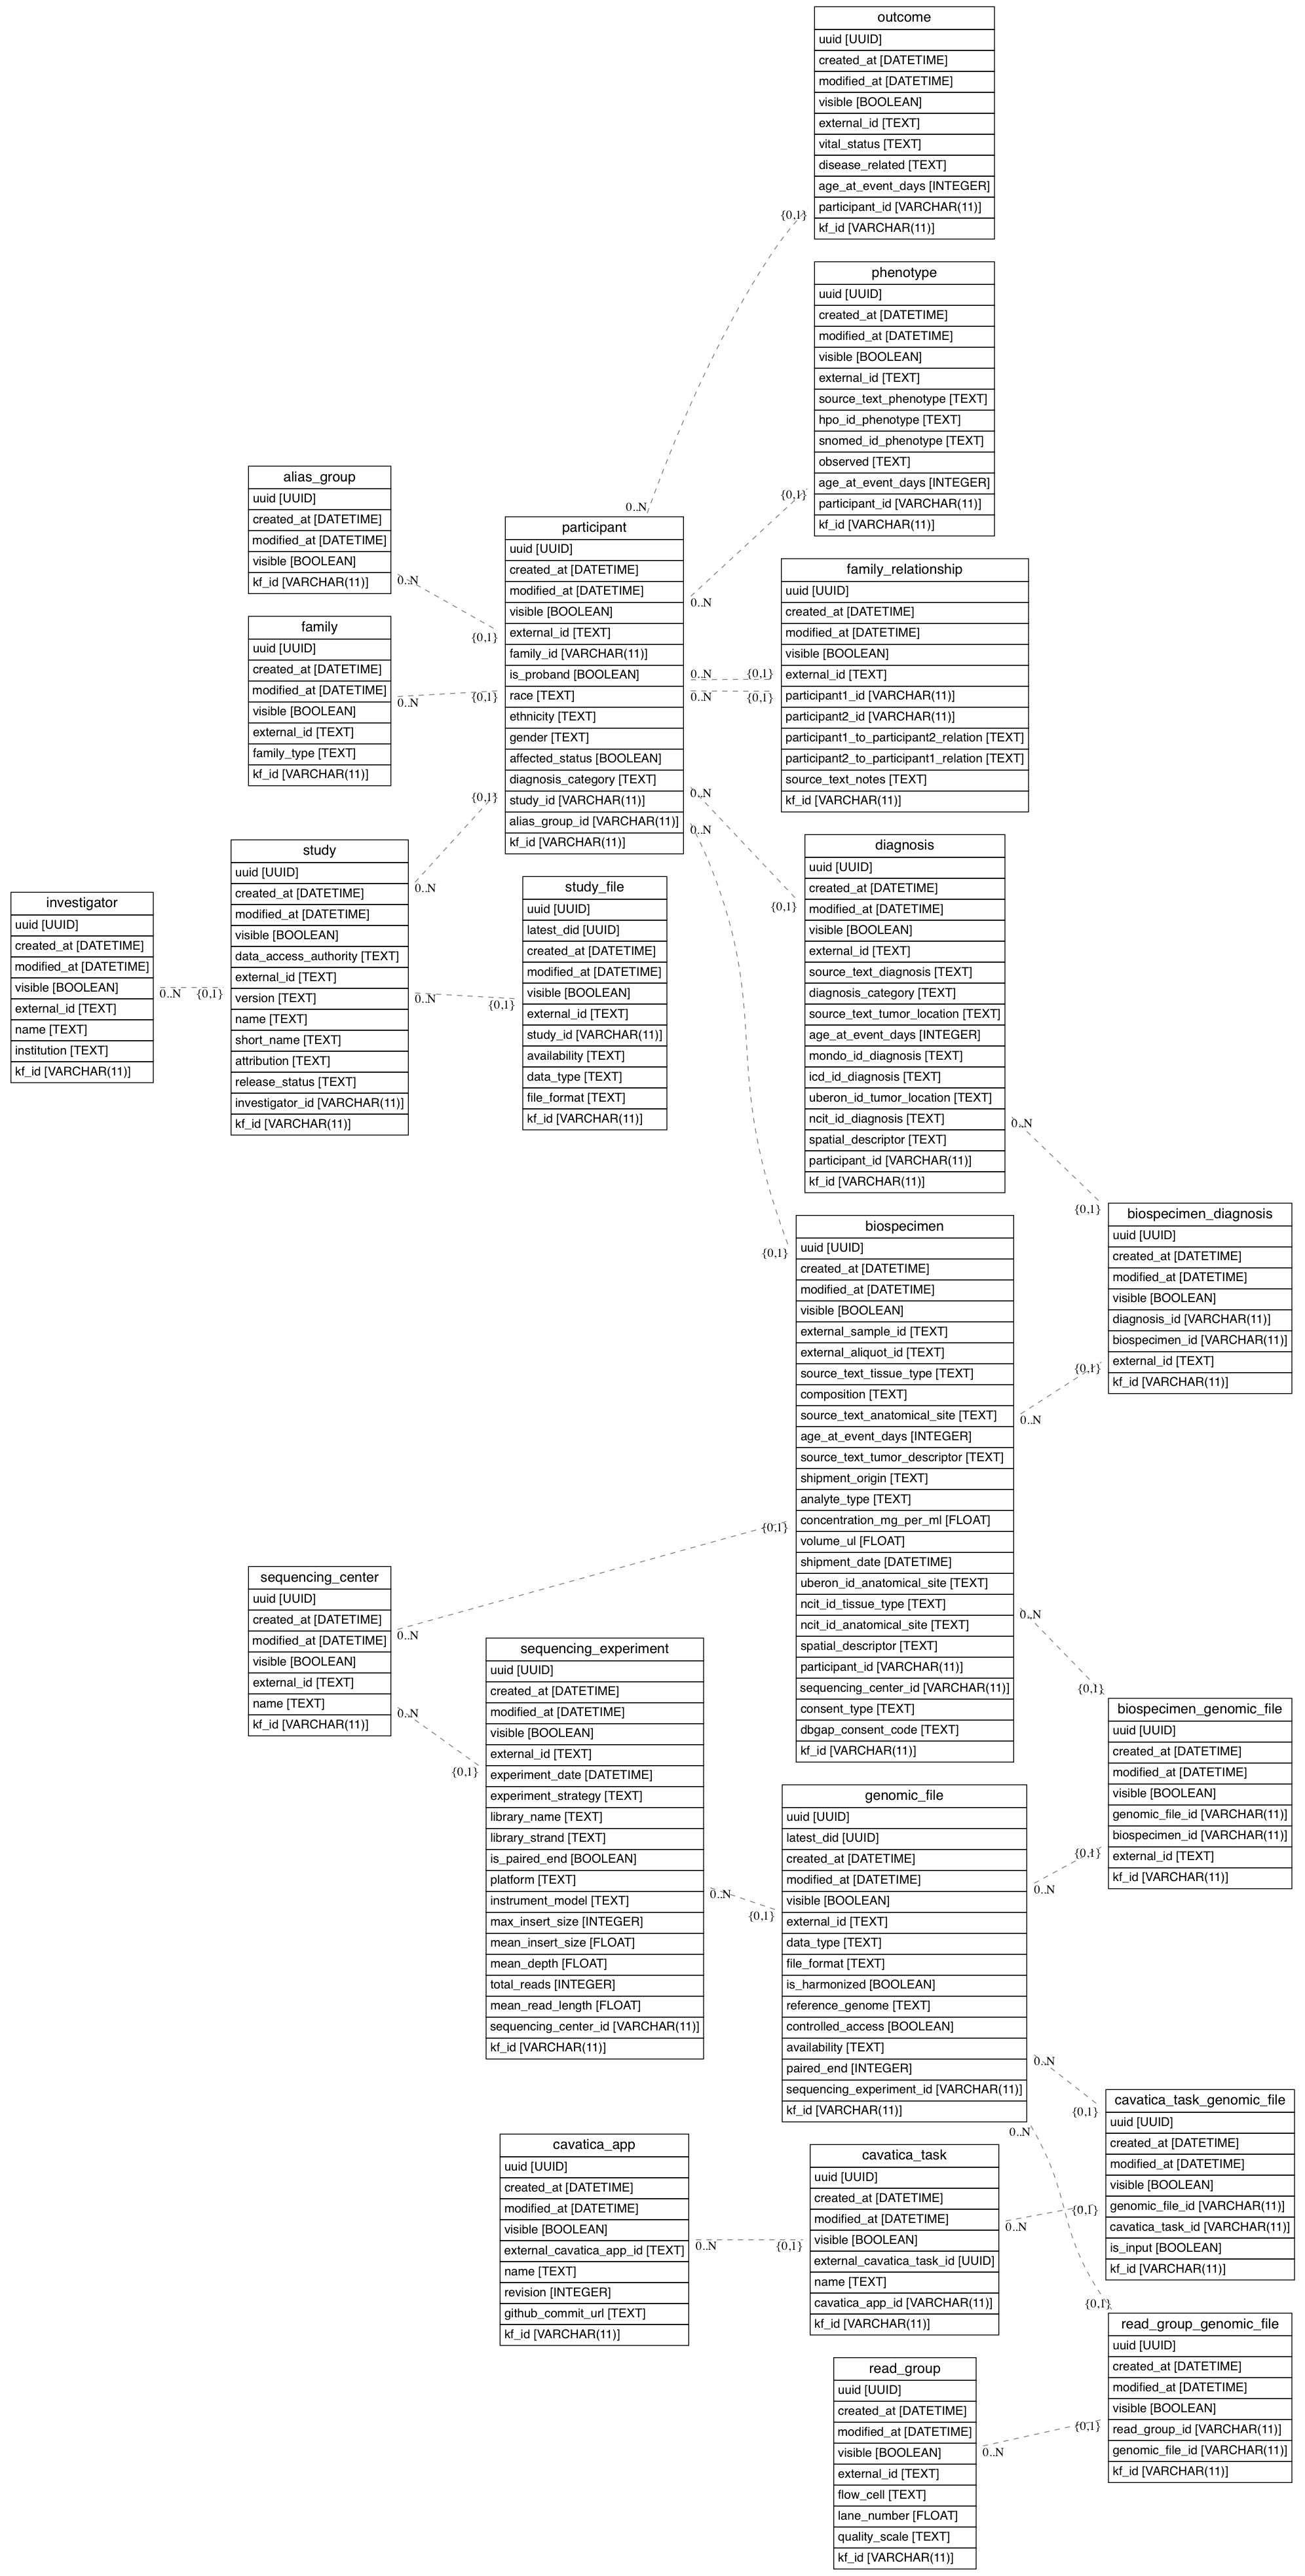 outcome
uuid [UUID]
created_at [DATETIME]
modified_at [DATETIME]
visible [BOOLEAN]
external_id [TEXT]
vital_status [TEXT]
disease_related [TEXT]
age_at_event_days [INTEGER]
participant_id [VARCHAR(11)]
kf_id [VARCHAR(11)]
{0,1}
0..N
phenotype
uuid [UUID]
created_at [DATETIME]
modified_at [DATETIME]
visible [BOOLEAN]
external_id [TEXT]
source_text_phenotype [TEXT]
hpo_id_phenotype [TEXT]
snomed_id_phenotype [TEXT]
observed [TEXT]
age_at_event_days [INTEGER]
participant_id [VARCHAR(11)]
kf_id [VARCHAR(11)]
{0,1}
0..N
alias_group
uuid [UUID]
created_at [DATETIME]
modified_at [DATETIME]
visible [BOOLEAN]
kf_id [VARCHAR(11)]
0..N
{0,1}
participant
uuid [UUID]
created_at [DATETIME]
modified_at [DATETIME]
visible [BOOLEAN]
external_id [TEXT]
family_id [VARCHAR(11)]
is_proband [BOOLEAN]
race [TEXT]
ethnicity [TEXT]
gender [TEXT]
affected_status [BOOLEAN]
diagnosis_category [TEXT]
study_id [VARCHAR(11)]
alias_group_id [VARCHAR(11)]
kf_id [VARCHAR(11)]
family_relationship
uuid [UUID]
created_at [DATETIME]
modified_at [DATETIME]
visible [BOOLEAN]
external_id [TEXT]
participant1_id [VARCHAR(11)]
participant2_id [VARCHAR(11)]
participant1_to_participant2_relation [TEXT]
participant2_to_participant1_relation [TEXT]
source_text_notes [TEXT]
kf_id [VARCHAR(11)]
0..N
{0,1}
0..N
{0,1}
family
uuid [UUID]
created_at [DATETIME]
modified_at [DATETIME]
visible [BOOLEAN]
external_id [TEXT]
family_type [TEXT]
kf_id [VARCHAR(11)]
0..N
{0,1}
study
uuid [UUID]
created_at [DATETIME]
modified_at [DATETIME]
visible [BOOLEAN]
data_access_authority [TEXT]
external_id [TEXT]
version [TEXT]
name [TEXT]
short_name [TEXT]
attribution [TEXT]
release_status [TEXT]
investigator_id [VARCHAR(11)]
kf_id [VARCHAR(11)]
{0,1}
0..N
investigator
uuid [UUID]
created_at [DATETIME]
modified_at [DATETIME]
visible [BOOLEAN]
external_id [TEXT]
name [TEXT]
institution [TEXT]
kf_id [VARCHAR(11)]
0..N
{0,1}
study_file
uuid [UUID]
latest_did [UUID]
created_at [DATETIME]
modified_at [DATETIME]
visible [BOOLEAN]
external_id [TEXT]
study_id [VARCHAR(11)]
availability [TEXT]
data_type [TEXT]
file_format [TEXT]
kf_id [VARCHAR(11)]
0..N
{0,1}
diagnosis
uuid [UUID]
created_at [DATETIME]
modified_at [DATETIME]
visible [BOOLEAN]
external_id [TEXT]
source_text_diagnosis [TEXT]
diagnosis_category [TEXT]
source_text_tumor_location [TEXT]
age_at_event_days [INTEGER]
mondo_id_diagnosis [TEXT]
icd_id_diagnosis [TEXT]
uberon_id_tumor_location [TEXT]
ncit_id_diagnosis [TEXT]
spatial_descriptor [TEXT]
participant_id [VARCHAR(11)]
kf_id [VARCHAR(11)]
0..N
{0,1}
0..N
{0,1}
biospecimen_diagnosis
uuid [UUID]
created_at [DATETIME]
modified_at [DATETIME]
visible [BOOLEAN]
diagnosis_id [VARCHAR(11)]
biospecimen_id [VARCHAR(11)]
external_id [TEXT]
kf_id [VARCHAR(11)]
0..N
{0,1}
0..N
{0,1}
biospecimen
uuid [UUID]
created_at [DATETIME]
modified_at [DATETIME]
visible [BOOLEAN]
external_sample_id [TEXT]
external_aliquot_id [TEXT]
source_text_tissue_type [TEXT]
composition [TEXT]
source_text_anatomical_site [TEXT]
age_at_event_days [INTEGER]
source_text_tumor_descriptor [TEXT]
shipment_origin [TEXT]
analyte_type [TEXT]
concentration_mg_per_ml [FLOAT]
volume_ul [FLOAT]
shipment_date [DATETIME]
uberon_id_anatomical_site [TEXT]
ncit_id_tissue_type [TEXT]
ncit_id_anatomical_site [TEXT]
spatial_descriptor [TEXT]
participant_id [VARCHAR(11)]
sequencing_center_id [VARCHAR(11)]
consent_type [TEXT]
dbgap_consent_code [TEXT]
kf_id [VARCHAR(11)]
{0,1}
0..N
sequencing_center
uuid [UUID]
created_at [DATETIME]
modified_at [DATETIME]
visible [BOOLEAN]
external_id [TEXT]
name [TEXT]
kf_id [VARCHAR(11)]
0..N
{0,1}
sequencing_experiment
uuid [UUID]
created_at [DATETIME]
modified_at [DATETIME]
visible [BOOLEAN]
external_id [TEXT]
experiment_date [DATETIME]
experiment_strategy [TEXT]
library_name [TEXT]
library_strand [TEXT]
is_paired_end [BOOLEAN]
platform [TEXT]
instrument_model [TEXT]
max_insert_size [INTEGER]
mean_insert_size [FLOAT]
mean_depth [FLOAT]
total_reads [INTEGER]
mean_read_length [FLOAT]
sequencing_center_id [VARCHAR(11)]
kf_id [VARCHAR(11)]
0..N
{0,1}
biospecimen_genomic_file
uuid [UUID]
created_at [DATETIME]
modified_at [DATETIME]
visible [BOOLEAN]
genomic_file_id [VARCHAR(11)]
biospecimen_id [VARCHAR(11)]
external_id [TEXT]
kf_id [VARCHAR(11)]
0..N
{0,1}
genomic_file
uuid [UUID]
latest_did [UUID]
created_at [DATETIME]
modified_at [DATETIME]
visible [BOOLEAN]
external_id [TEXT]
data_type [TEXT]
file_format [TEXT]
is_harmonized [BOOLEAN]
reference_genome [TEXT]
controlled_access [BOOLEAN]
availability [TEXT]
paired_end [INTEGER]
sequencing_experiment_id [VARCHAR(11)]
kf_id [VARCHAR(11)]
{0,1}
0..N
0..N
{0,1}
0..N
cavatica_task_genomic_file
uuid [UUID]
created_at [DATETIME]
modified_at [DATETIME]
visible [BOOLEAN]
genomic_file_id [VARCHAR(11)]
cavatica_task_id [VARCHAR(11)]
is_input [BOOLEAN]
kf_id [VARCHAR(11)]
cavatica_app
uuid [UUID]
created_at [DATETIME]
modified_at [DATETIME]
visible [BOOLEAN]
external_cavatica_app_id [TEXT]
name [TEXT]
revision [INTEGER]
github_commit_url [TEXT]
kf_id [VARCHAR(11)]
0..N
{0,1}
cavatica_task
uuid [UUID]
created_at [DATETIME]
modified_at [DATETIME]
visible [BOOLEAN]
external_cavatica_task_id [UUID]
name [TEXT]
cavatica_app_id [VARCHAR(11)]
kf_id [VARCHAR(11)]
0..N
{0,1}
{0,1}
read_group_genomic_file
uuid [UUID]
created_at [DATETIME]
modified_at [DATETIME]
visible [BOOLEAN]
read_group_id [VARCHAR(11)]
genomic_file_id [VARCHAR(11)]
kf_id [VARCHAR(11)]
read_group
uuid [UUID]
created_at [DATETIME]
modified_at [DATETIME]
visible [BOOLEAN]
external_id [TEXT]
flow_cell [TEXT]
lane_number [FLOAT]
quality_scale [TEXT]
kf_id [VARCHAR(11)]
0..N
{0,1}